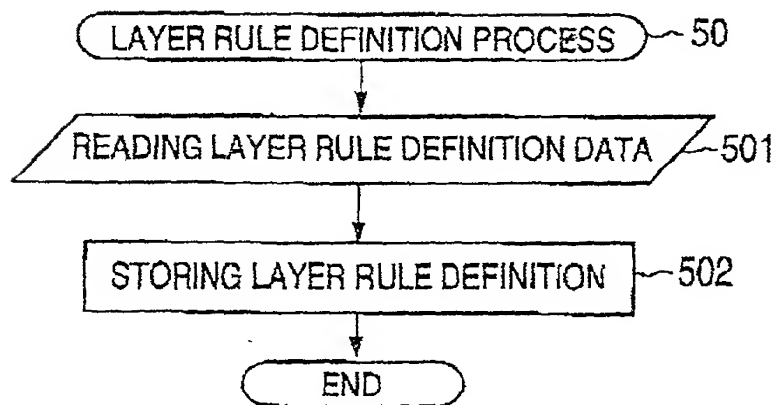 LAYER RULE DEFINITION PROCESS 50
READING LAYER RULE DEFINITION DATA 501
STORING LAYER RULE DEFINITION 502
END